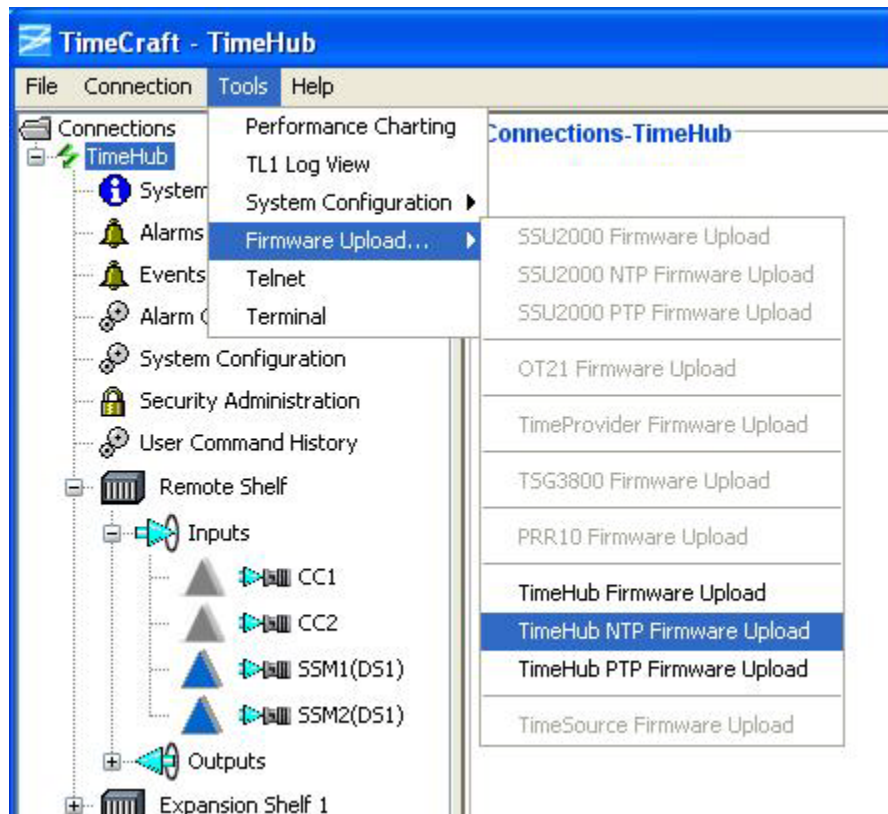 TimeCraft - TimeHub
File Connection Tools Help
Connections
TimeHub
System
Alarms
Events
Alarm
System Configuration
Security Administration
User Command History
Remote Shelf
Inputs
CC1
CC2
SSM1(DS1)
SSM2(DS1)
Outputs
Expansion Shelf 1
Performance Charting
TL1 Log View
System Configuration
Firmware Upload...
Telnet
Terminal
Connections-TimeHub
SSU2000 Firmware Upload
SSU2000 NTP Firmware Upload
SSU2000 PTP Firmware Upload
OT21 Firmware Upload
TimeProvider Firmware Upload
TSG3800 Firmware Upload
PRR10 Firmware Upload
TimeHub Firmware Upload
TimeHub NTP Firmware Upload
TimeHub PTP Firmware Upload
TimeSource Firmware Upload